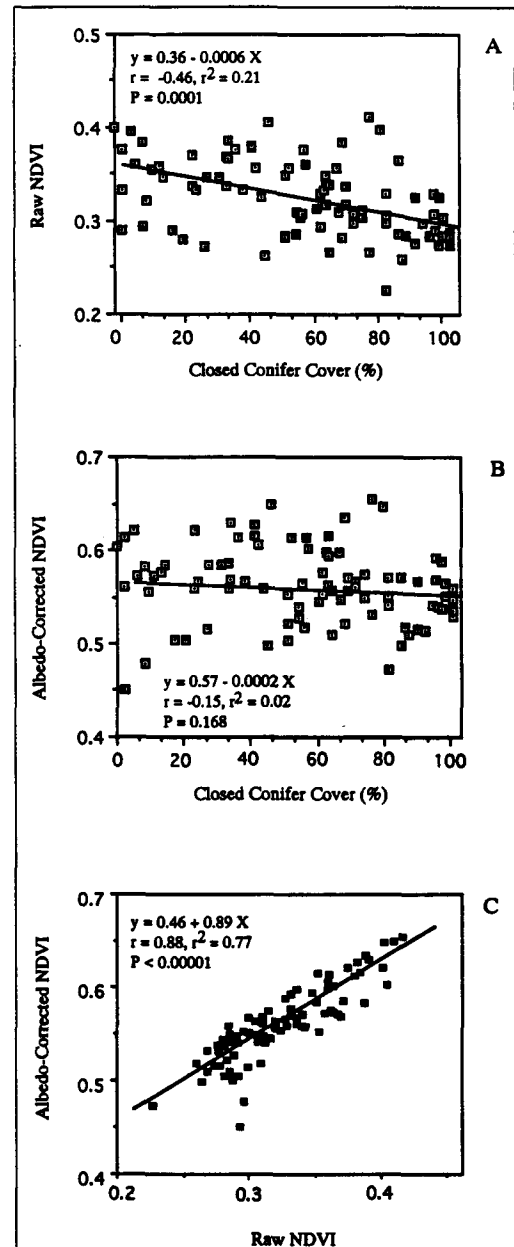 A
0.5
y = 0.36 - 0.0006 X
r = -0.46, r² = 0.21
P = 0.0001
0.4
Raw NDVI
0.3
0.2
0 20 40 60 80 100
Closed Conifer Cover (%)
B
0.7
0.6
Albedo-Corrected NDVI
0.5
y = 0.57 - 0.0002 X
r = -0.15, r² = 0.02
P = 0.168
0.4
0 20 40 60 80 100
Closed Conifer Cover (%)
C
0.7
y = 0.46 + 0.89 X
r = 0.88, r² = 0.77
P < 0.00001
0.6
Albedo-Corrected NDVI
0.5
0.4
0.2 0.3 0.4
Raw NDVI